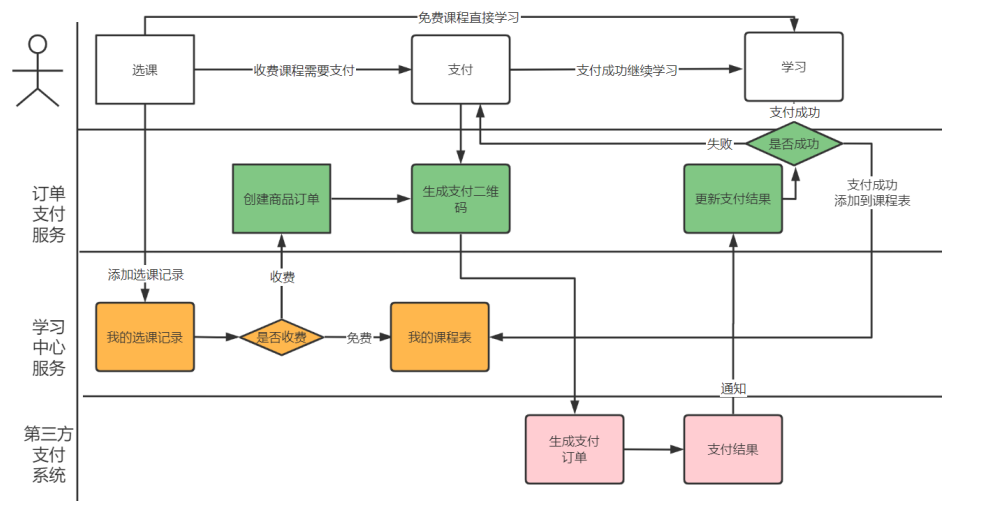 免费课程直接学习
选课
收费课程需要支付
支付
支付成功继续学习
学习
支付成功
失败
是否成功
订单
支付
服务
创建商品订单
生成支付二维
码
更新支付结果
支付成功
添加到课程表
添加选课记录
收费
学习
中心
服务
我的选课记录
是否收费
免费
我的课程表
通知
第三方
支付
系统
生成支付
订单
支付结果